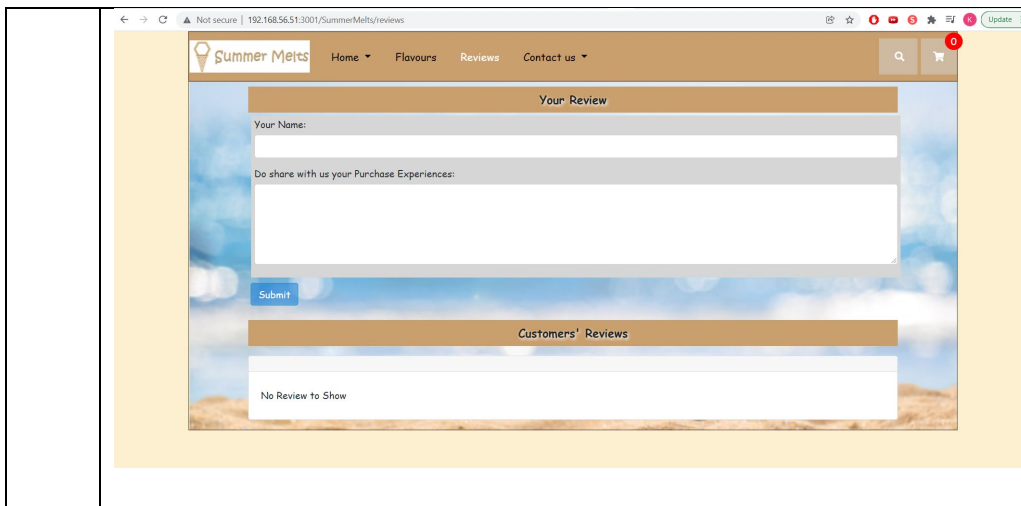 Not secure | 192.168.56.51:3001/SummerMelts/reviews
Update
Summer Melts Home Flavours Reviews Contact us 0
Your Review
Your Name:
Do share with us your Purchase Experiences:
Submit
Customers' Reviews
No Review to Show